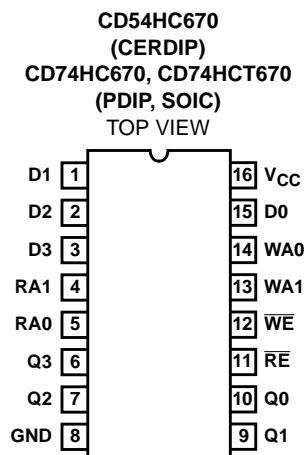 CD54HC670
(CERDIP)
CD74HC670, CD74HCT670
(PDIP, SOIC)
TOP VIEW
D1 1 16 VCC
D2 2 15 D0
D3 3 14 WA0
RA1 4 13 WA1
RA0 5 12 WE
Q3 6 11 RE
Q2 7 10 Q0
GND 8 9 Q1